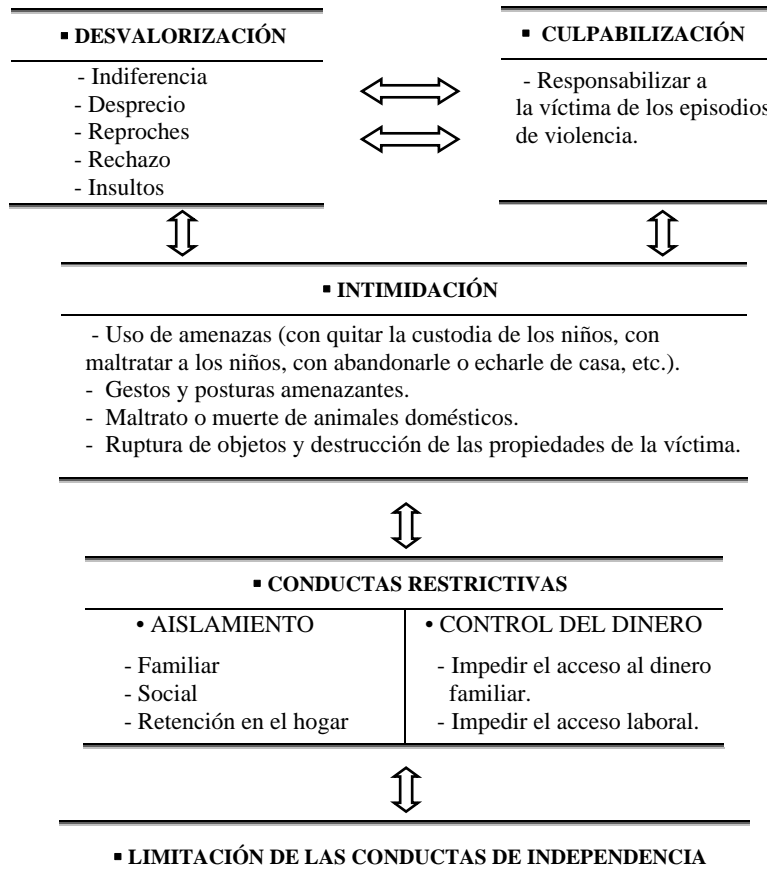 ▪ DESVALORIZACIÓN
- Indiferencia
- Desprecio
- Reproches
- Rechazo
- Insultos
▪ CULPABILIZACIÓN
- Responsabilizar a
la víctima de los episodios
de violencia.
▪ INTIMIDACIÓN
- Uso de amenazas (con quitar la custodia de los niños, con
maltratar a los niños, con abandonarle o echarle de casa, etc.).
- Gestos y posturas amenazantes.
- Maltrato o muerte de animales domésticos.
- Ruptura de objetos y destrucción de las propiedades de la víctima.
▪ CONDUCTAS RESTRICTIVAS
• AISLAMIENTO
- Familiar
- Social
- Retención en el hogar
• CONTROL DEL DINERO
- Impedir el acceso al dinero
familiar.
- Impedir el acceso laboral.
▪ LIMITACIÓN DE LAS CONDUCTAS DE INDEPENDENCIA